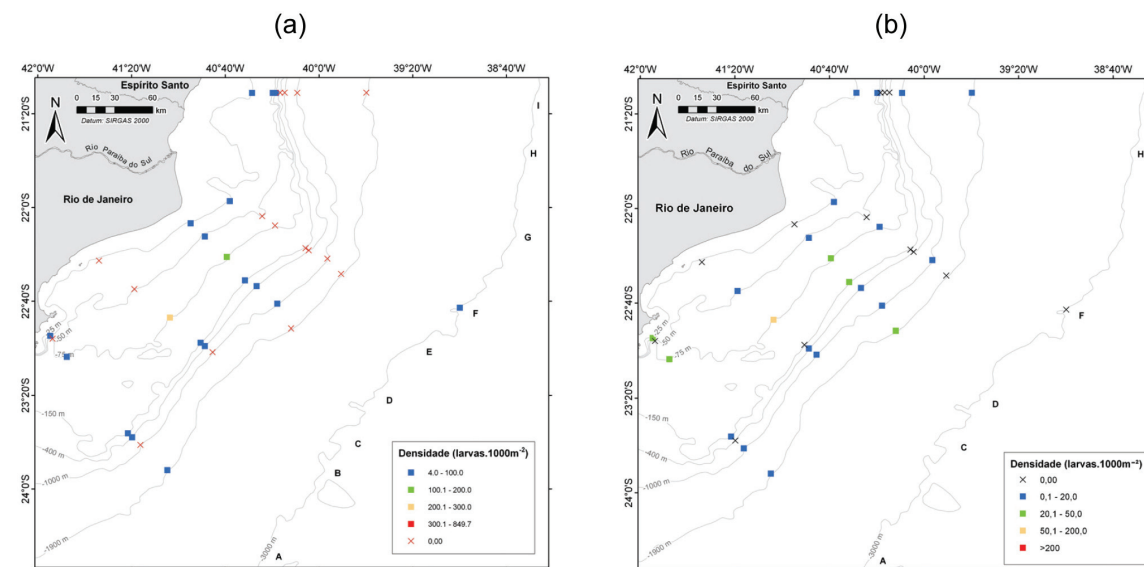 (a)
42°0'W 41°20'W 40°40'W 40°0'W 39°20'W 38°40'W
Espírito Santo
N
0 15 30 60
km
Datum: SIRGAS 2000
Rio Paraíba do Sul
Rio de Janeiro
21°20'S
22°0'S
22°40'S
23°20'S
24°0'S
-25 m
-50 m
-75 m
-150 m
-400 m
-1000 m
-1900 m
-3000 m
I
H
G
F
E
D
C
B
A
Densidade (larvas.1000m⁻²)
4.0 - 100.0
100.1 - 200.0
200.1 - 300.0
300.1 - 849.7
0,00
(b)
42°0'W 41°20'W 40°40'W 40°0'W 39°20'W 38°40'W
Espírito Santo
N
0 15 30 60
km
Datum: SIRGAS 2000
Rio Paraíba do Sul
Rio de Janeiro
21°20'S
22°0'S
22°40'S
23°20'S
24°0'S
-25 m
-50 m
-75 m
-150 m
-400 m
-1000 m
-1900 m
-3000 m
H
F
D
C
A
Densidade (larvas.1000m⁻²)
0,00
0,1 - 20,0
20,1 - 50,0
50,1 - 200,0
>200